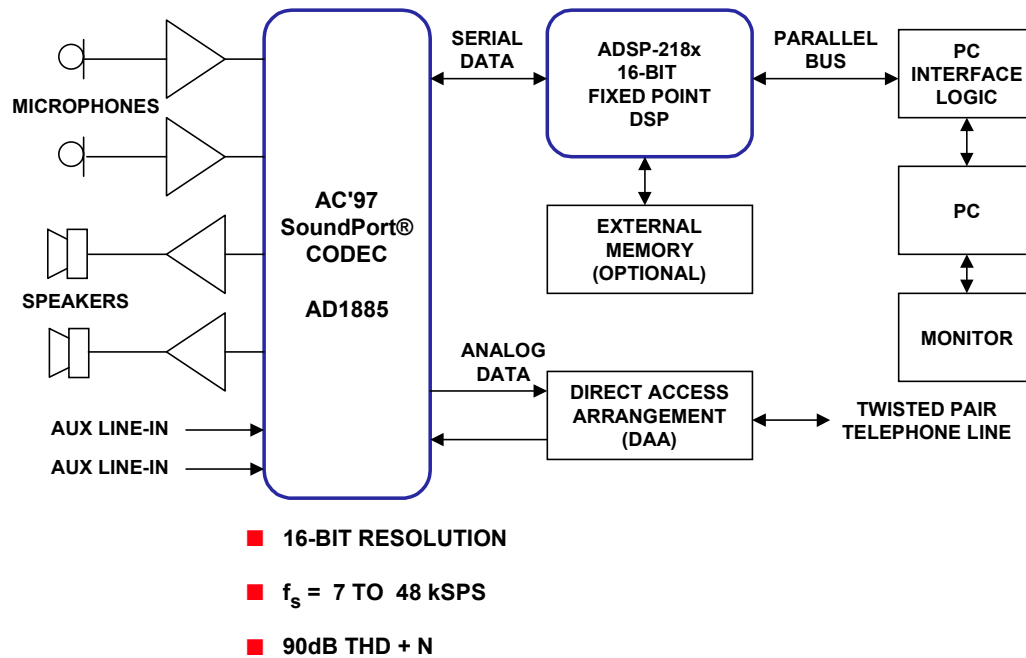 MICROPHONES
SPEAKERS
AUX LINE-IN
AUX LINE-IN
AC'97
SoundPort®
CODEC
AD1885
SERIAL
DATA
ADSP-218x
16-BIT
FIXED POINT
DSP
PARALLEL
BUS
PC
INTERFACE
LOGIC
EXTERNAL
MEMORY
(OPTIONAL)
PC
MONITOR
ANALOG
DATA
DIRECT ACCESS
ARRANGEMENT
(DAA)
TWISTED PAIR
TELEPHONE LINE
16-BIT RESOLUTION
fs = 7 TO 48 kSPS
90dB THD + N